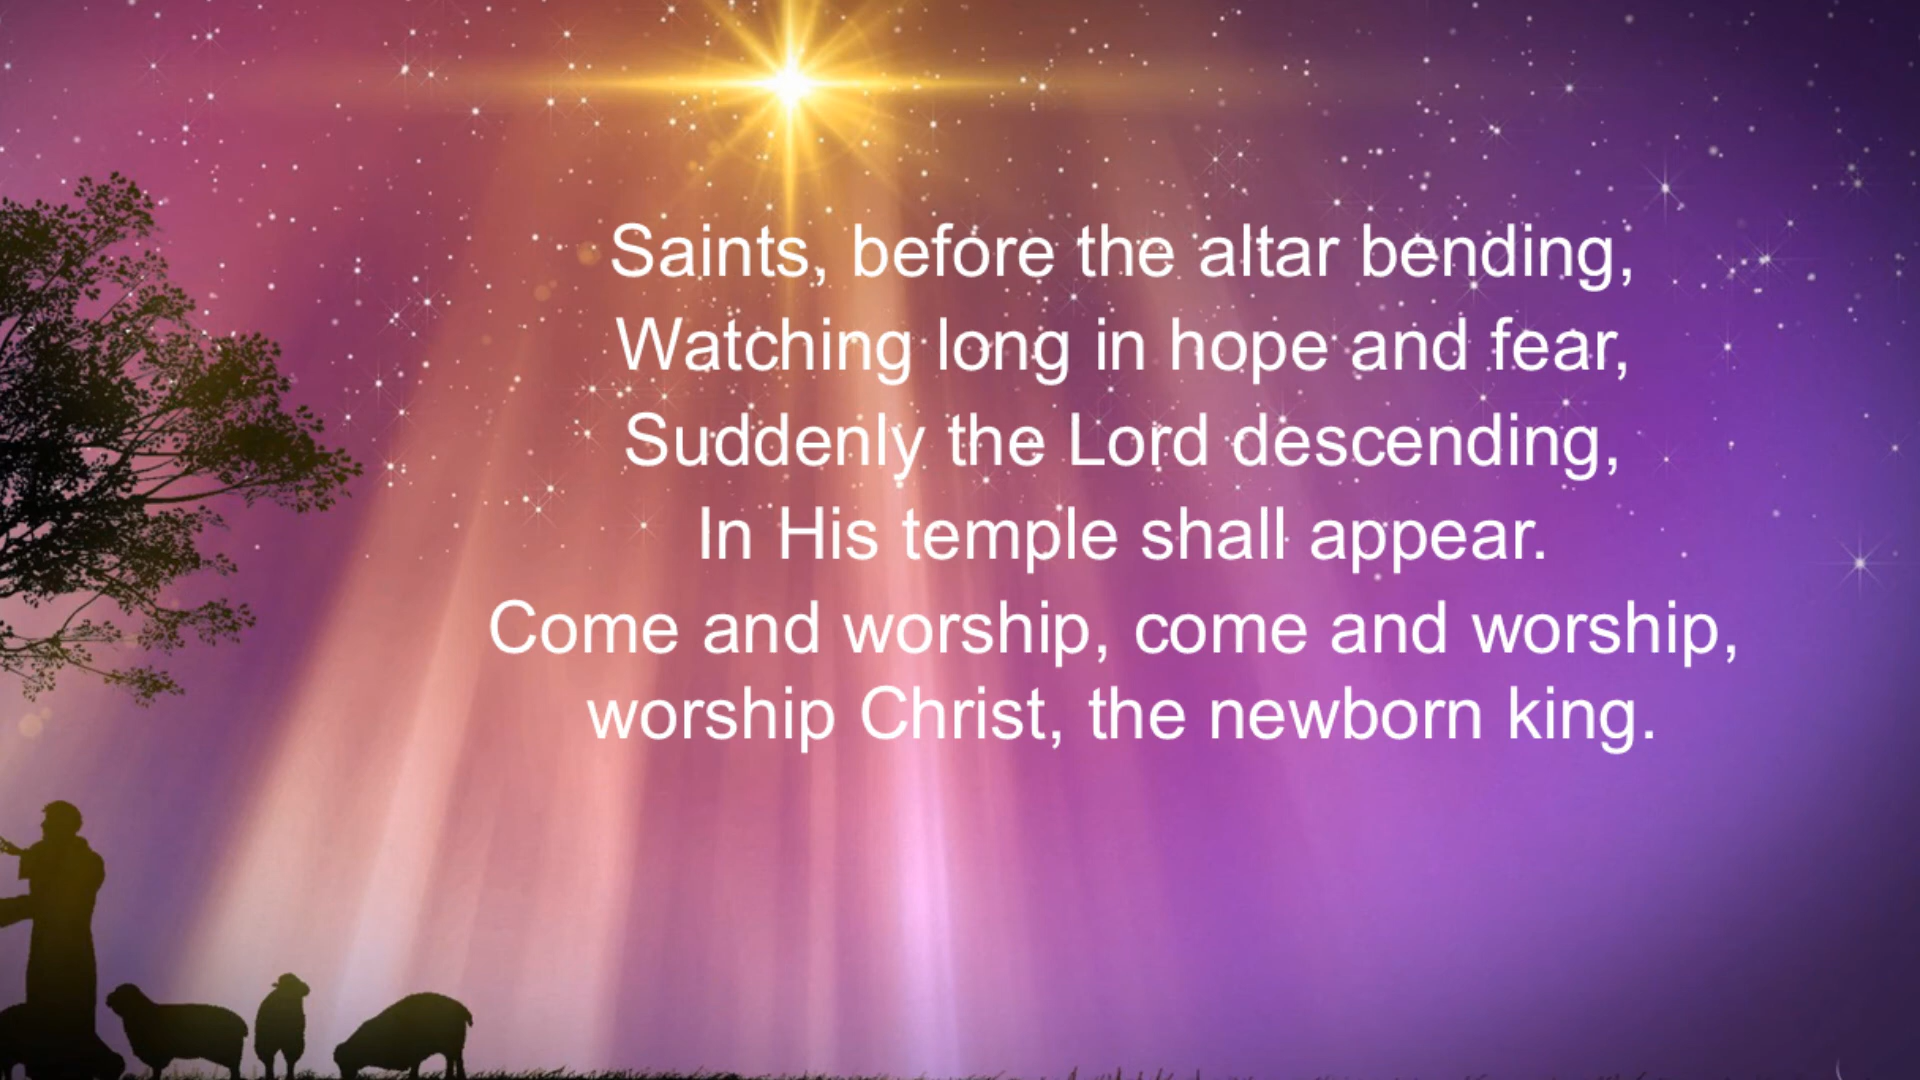 Saints, before the altar bending,
Watching long in hope and fear,
Suddenly the Lord descending,
In His temple shall appear.
Come and worship, come and worship,
worship Christ, the newborn king.